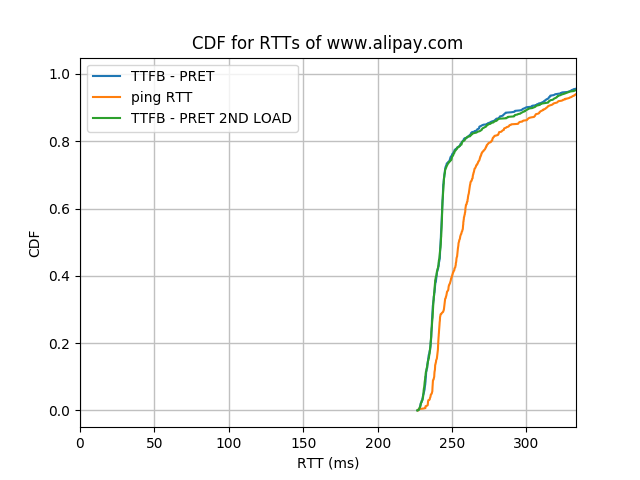 CDF for RTTs of www.alipay.com
TTFB - PRET
ping RTT
TTFB - PRET 2ND LOAD
CDF
1.0
0.8
0.6
0.4
0.2
0.0
0 50 100 150 200 250 300
RTT (ms)